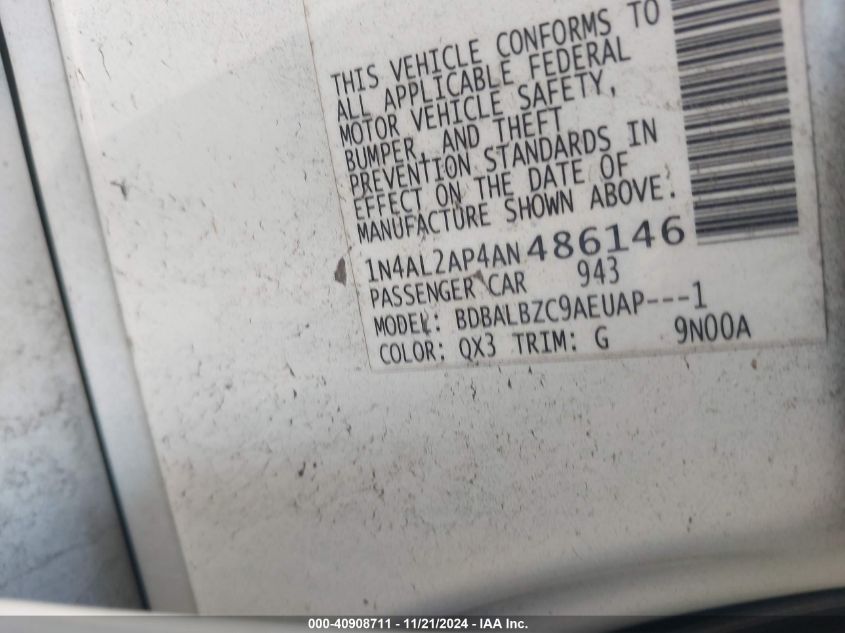 THIS VEHICLE CONFORMS TO
ALL APPLICABLE FEDERAL
MOTOR VEHICLE SAFETY,
BUMPER, AND THEFT
PREVENTION STANDARDS IN
EFFECT ON THE DATE OF
MANUFACTURE SHOWN ABOVE.
1N4AL2AP4AN486146
PASSENGER CAR 943
MODEL: BDBALBZC9AEUAP---1
COLOR: QX3 TRIM: G 9N00A
000-40908711 - 11/21/2024 - IAA Inc.